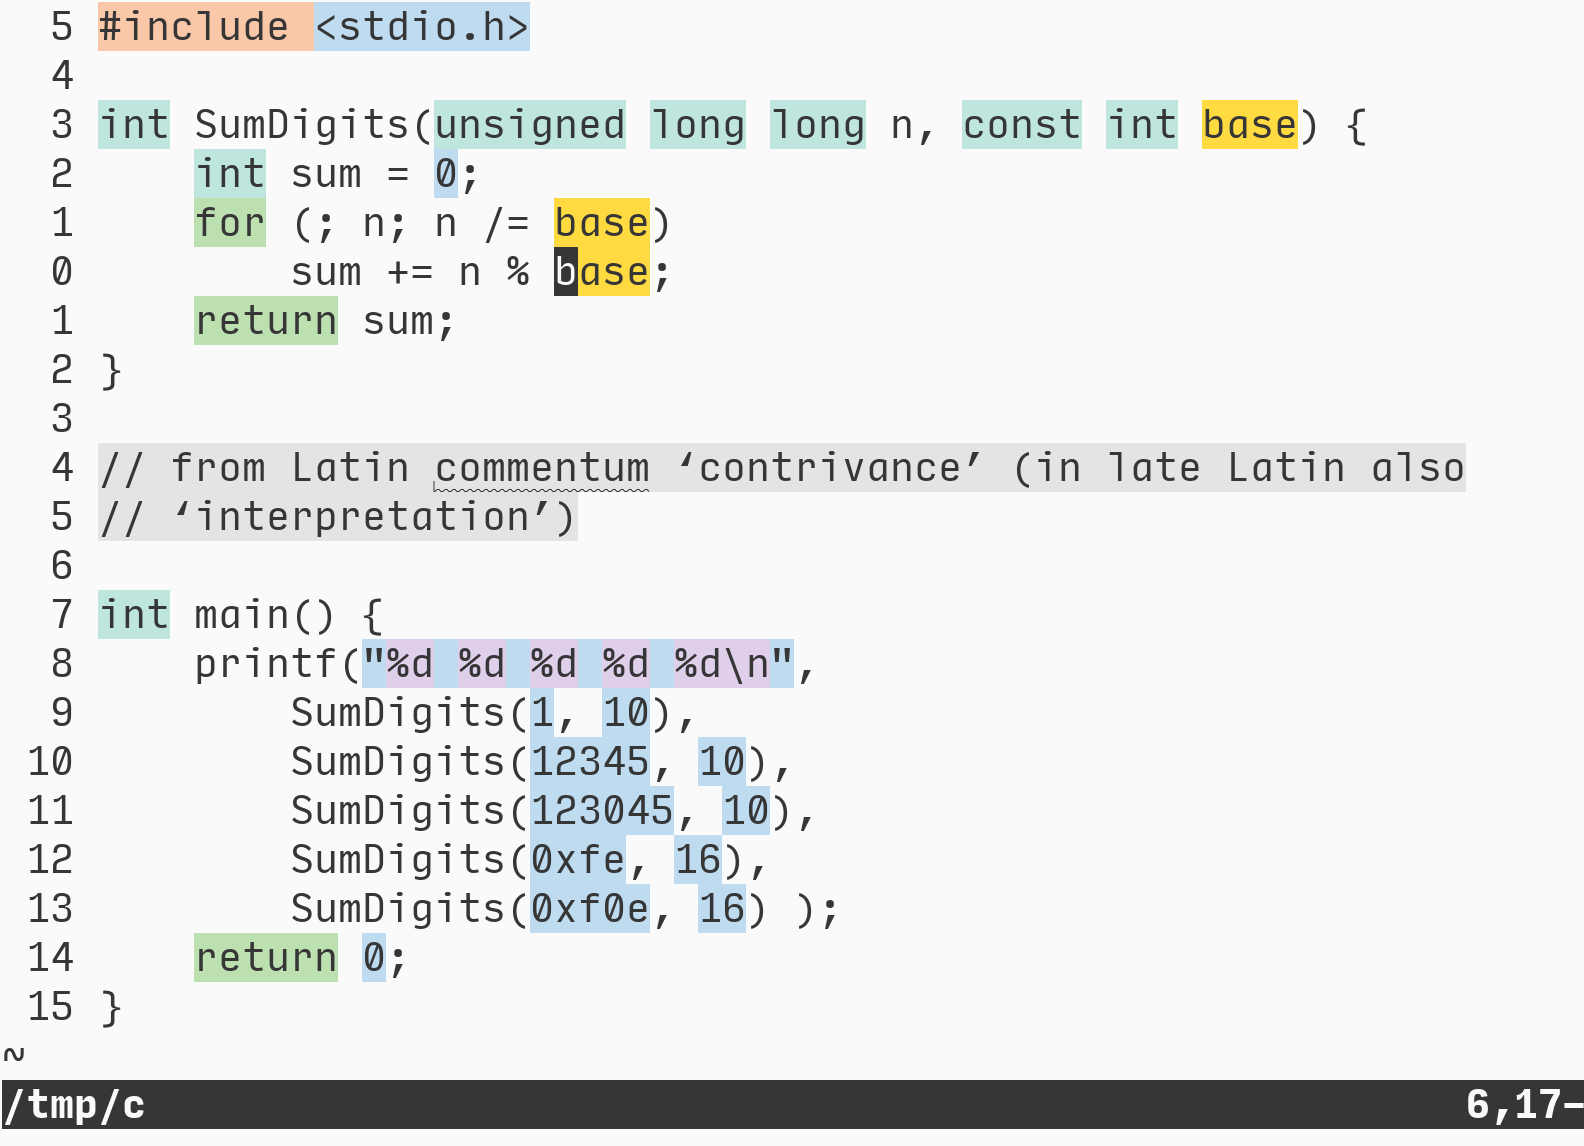 5 #include <stdio.h>
4
3 int SumDigits(unsigned long long n, const int base) {
2     int sum = 0;
1     for (; n; n /= base)
0         sum += n % base;
1     return sum;
2 }
3
4 // from Latin commentum ‘contrivance’ (in late Latin also
5 // ‘interpretation’)
6
7 int main() {
8     printf("%d %d %d %d %d\n",
9         SumDigits(1, 10),
10         SumDigits(12345, 10),
11         SumDigits(123045, 10),
12         SumDigits(0xfe, 16),
13         SumDigits(0xf0e, 16) );
14     return 0;
15 }
~
/tmp/c 6,17-